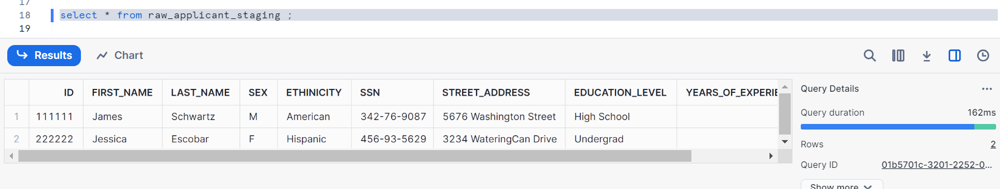 17
18 select * from raw_applicant_staging ;
19
Results Chart
ID FIRST_NAME LAST_NAME SEX ETHINICITY SSN STREET_ADDRESS EDUCATION_LEVEL YEARS_OF_EXPERIE
1 111111 James Schwartz M American 342-76-9087 5676 Washington Street High School
2 222222 Jessica Escobar F Hispanic 456-93-5629 3234 WateringCan Drive Undergrad
Query Details ...
Query duration 162ms
Rows 2
Query ID 01b5701c-3201-2252-0...
Show more